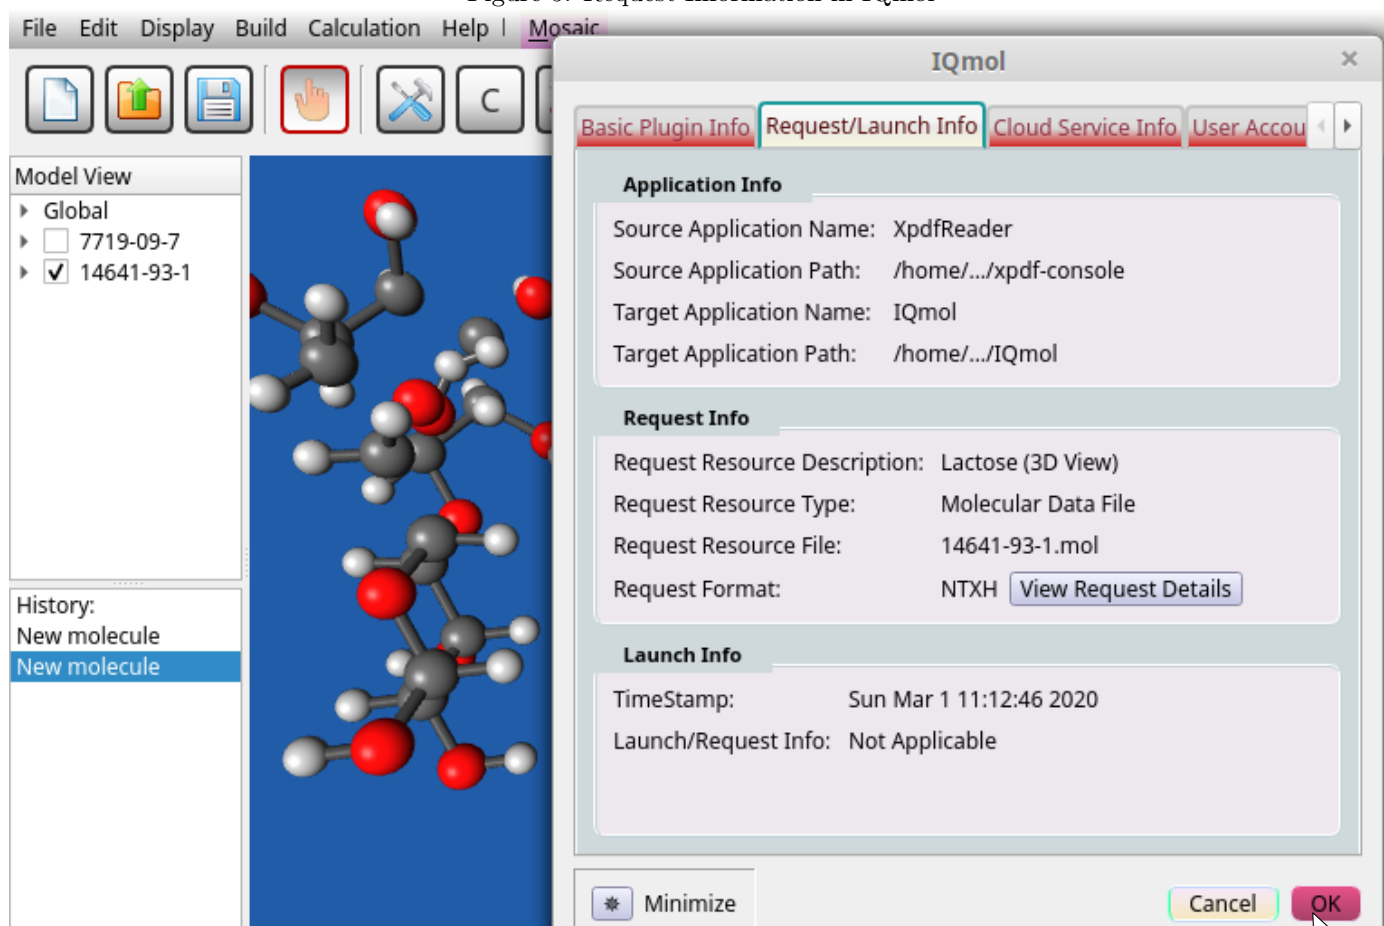 File Edit Display Build Calculation Help | Mosaic
IQmol
C
Basic Plugin Info Request/Launch Info Cloud Service Info User Accou
Model View
Global
7719-09-7
14641-93-1
History:
New molecule
New molecule
Application Info
Source Application Name: XpdfReader
Source Application Path: /home/.../xpdf-console
Target Application Name: IQmol
Target Application Path: /home/.../IQmol
Request Info
Request Resource Description: Lactose (3D View)
Request Resource Type: Molecular Data File
Request Resource File: 14641-93-1.mol
Request Format: NTXH View Request Details
Launch Info
TimeStamp: Sun Mar 1 11:12:46 2020
Launch/Request Info: Not Applicable
Minimize
Cancel OK